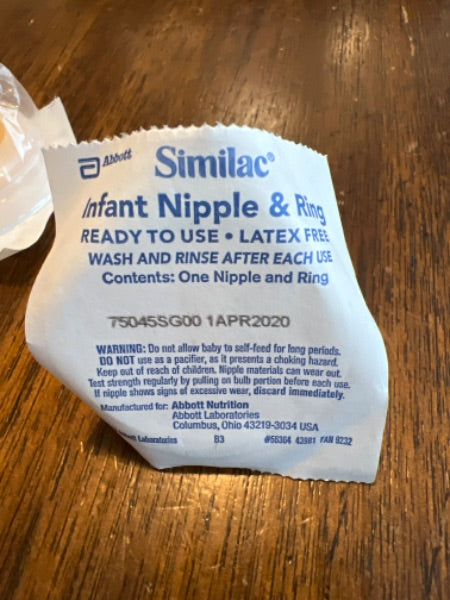 Abbott Similac®
Infant Nipple & Ring
READY TO USE • LATEX FREE
WASH AND RINSE AFTER EACH USE
Contents: One Nipple and Ring
75045SG00 1APR2020
WARNING: Do not allow baby to self-feed for long periods.
DO NOT use as a pacifier, as it presents a choking hazard.
Keep out of reach of children. Nipple materials can wear out.
Test strength regularly by pulling on bulb portion before each use.
If nipple shows signs of excessive wear, discard immediately.
Manufactured for: Abbott Nutrition
Abbott Laboratories
Columbus, Ohio 43219-3034 USA
Laboratories B3 #56364 43981 9232